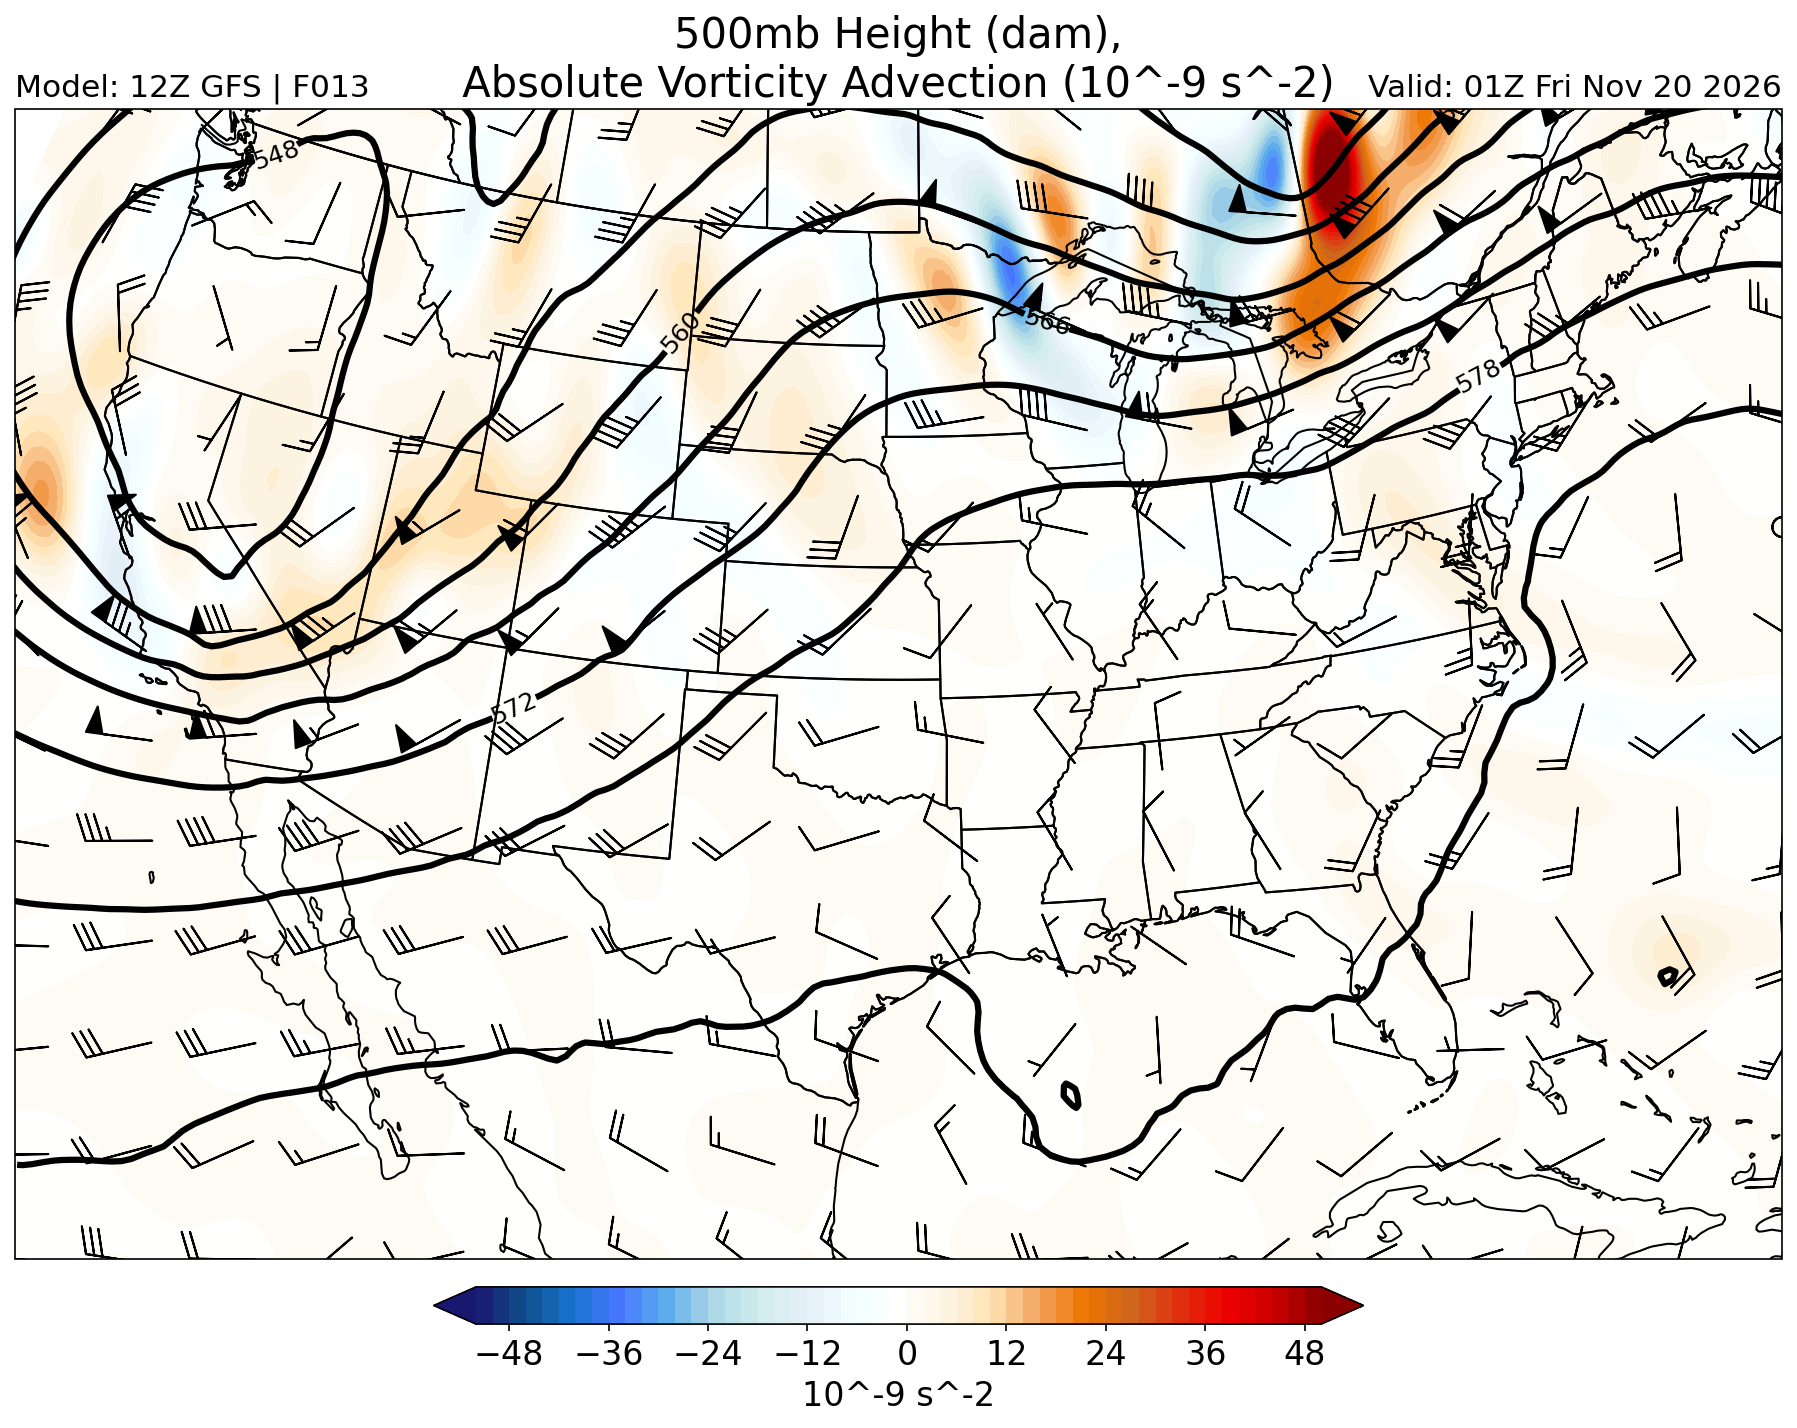 500mb Height (dam),
Model: 12Z GFS | F013
Absolute Vorticity Advection (10^-9 s^-2)
Valid: 01Z Fri Nov 20 2026
548
560
566
578
572
−48 −36 −24 −12 0 12 24 36 48
10^-9 s^-2